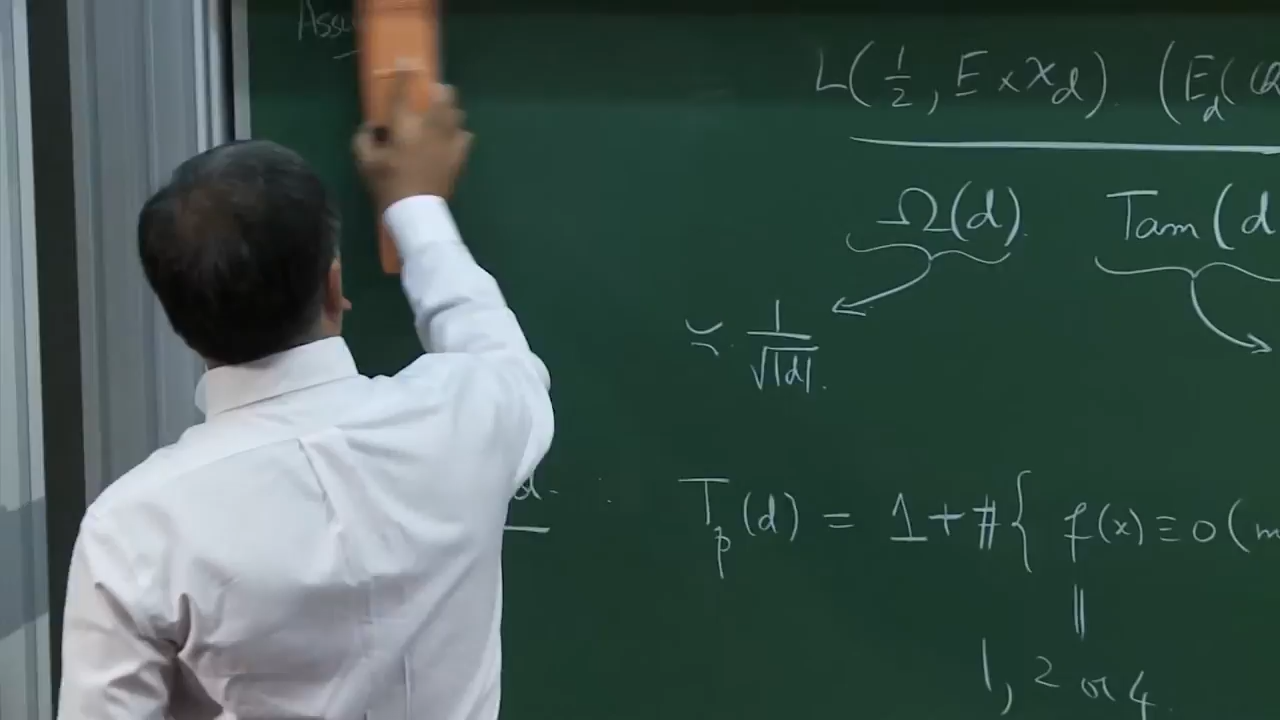 L(1/2, E × χ_d) (E_d(
Ω(d) Tam(d
≍ 1/√|d|.
d.
T_p(d) = 1 + #{ f(x) ≡ 0 (m
||
1, 2 or 4